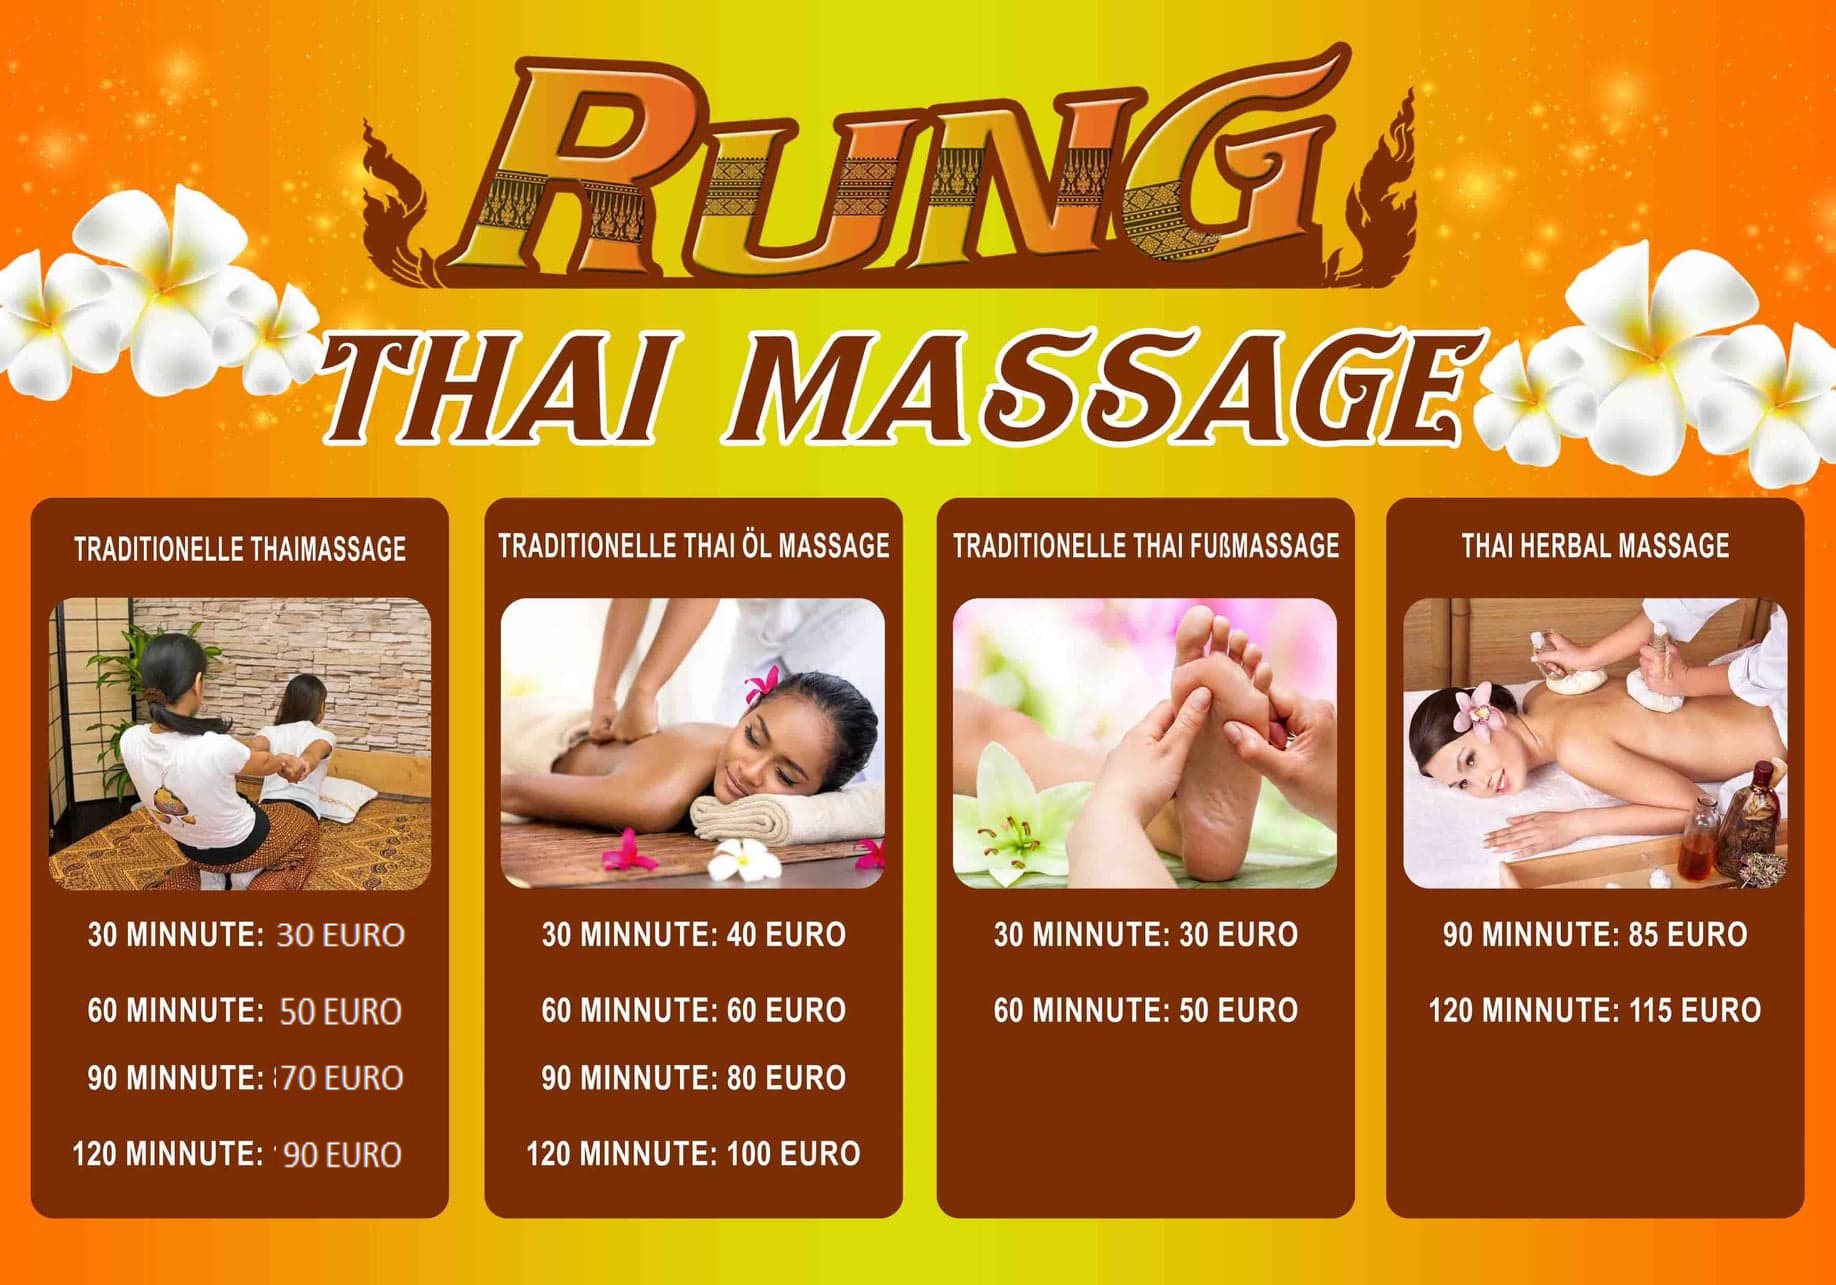 RUNG
THAI MASSAGE
TRADITIONELLE THAIMASSAGE
30 MINNUTE: 30 EURO
60 MINNUTE: 50 EURO
90 MINNUTE: 70 EURO
120 MINNUTE: 90 EURO
TRADITIONELLE THAI ÖL MASSAGE
30 MINNUTE: 40 EURO
60 MINNUTE: 60 EURO
90 MINNUTE: 80 EURO
120 MINNUTE: 100 EURO
TRADITIONELLE THAI FUßMASSAGE
30 MINNUTE: 30 EURO
60 MINNUTE: 50 EURO
THAI HERBAL MASSAGE
90 MINNUTE: 85 EURO
120 MINNUTE: 115 EURO